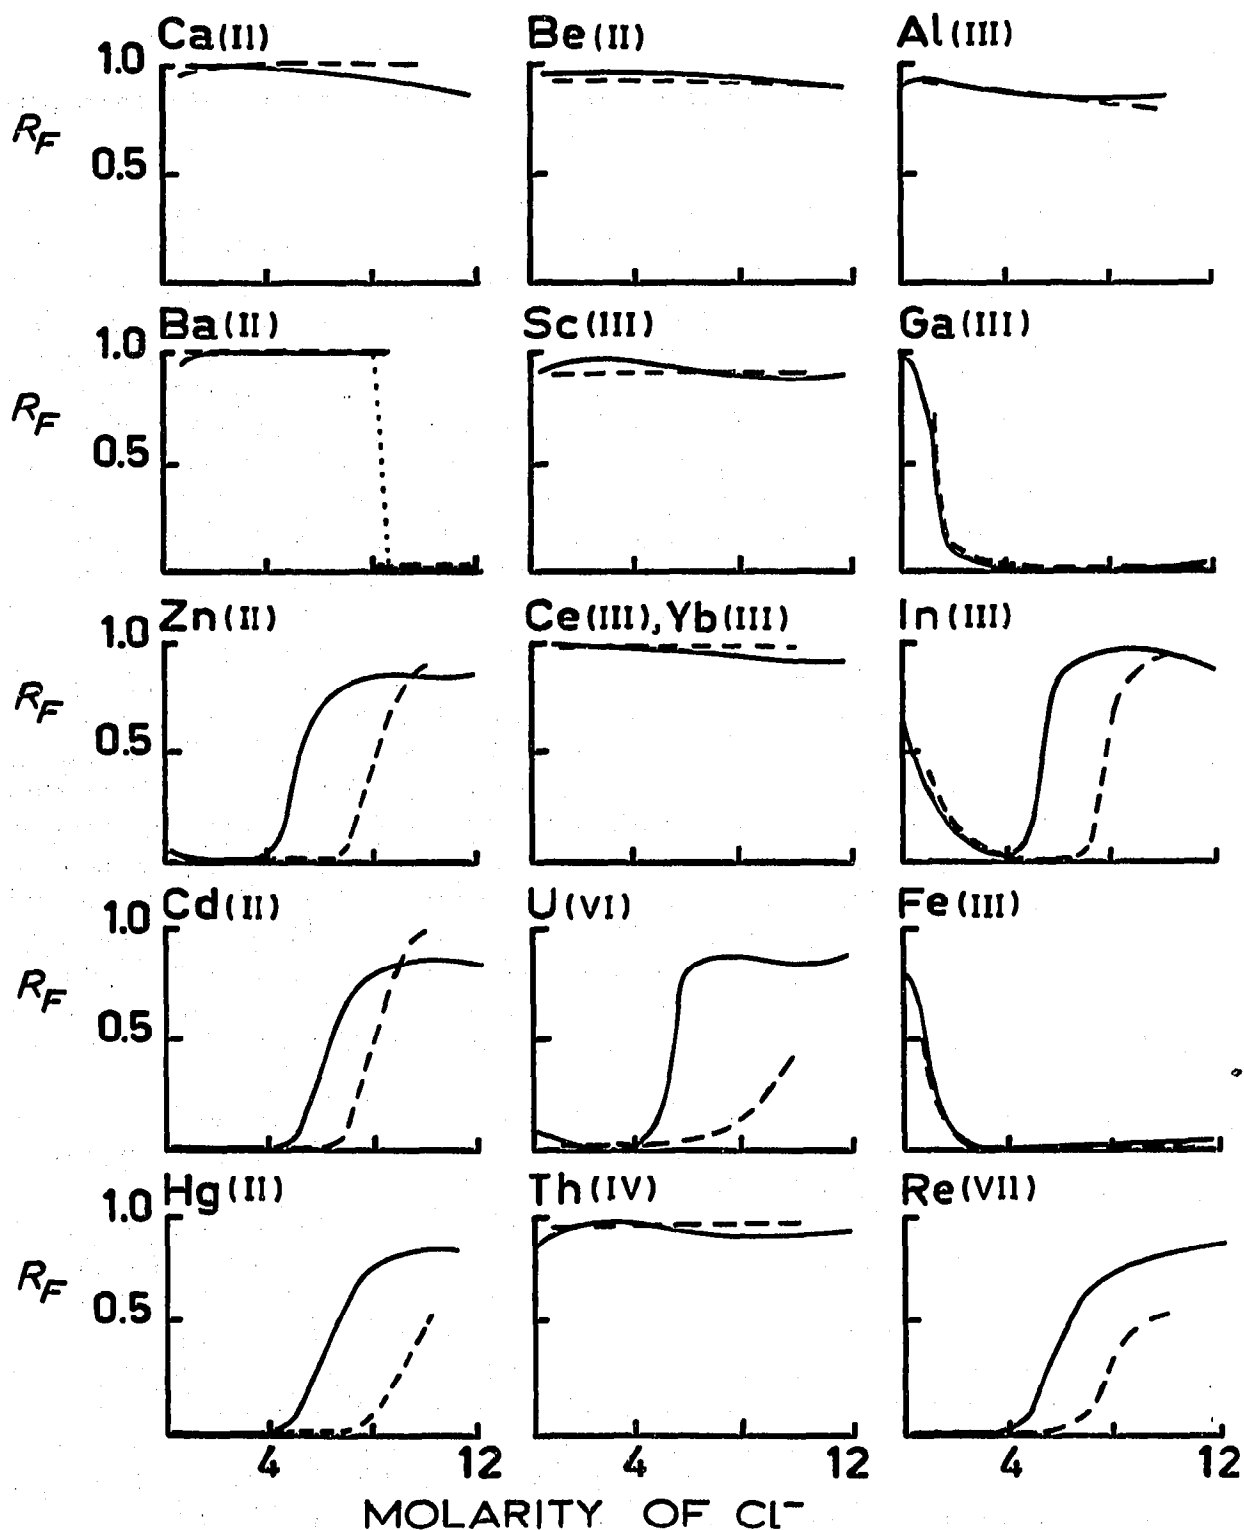 Ca(II) Be(II) Al(III)
1.0
R_F
0.5
Ba(II) Sc(III) Ga(III)
1.0
R_F
0.5
Zn(II) Ce(III), Yb(III) In(III)
1.0
R_F
0.5
Cd(II) U(VI) Fe(III)
1.0
R_F
0.5
Hg(II) Th(IV) Re(VII)
1.0
R_F
0.5
4 12 4 12 4 12
MOLARITY OF Cl⁻